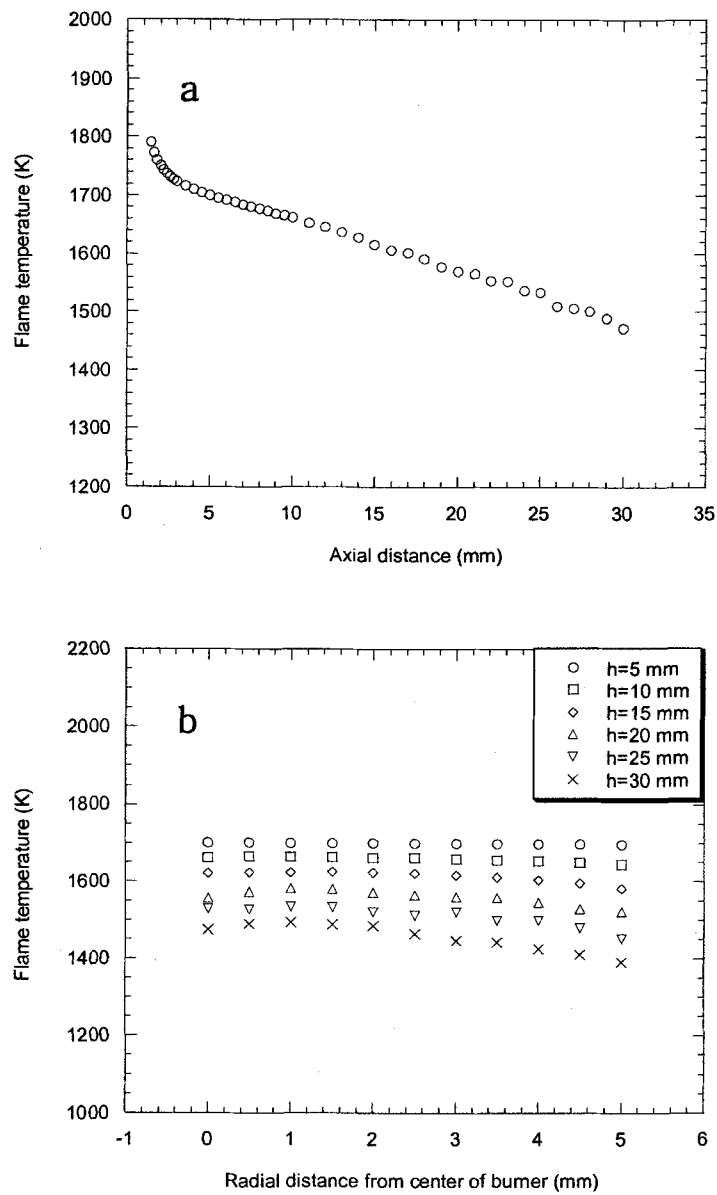 2000
1900
1800
1700
1600
1500
1400
1300
1200
Flame temperature (K)
a
0 5 10 15 20 25 30 35
Axial distance (mm)
2200
2000
1800
1600
1400
1200
1000
Flame temperature (K)
b
h=5 mm
h=10 mm
h=15 mm
h=20 mm
h=25 mm
h=30 mm
-1 0 1 2 3 4 5 6
Radial distance from center of burner (mm)